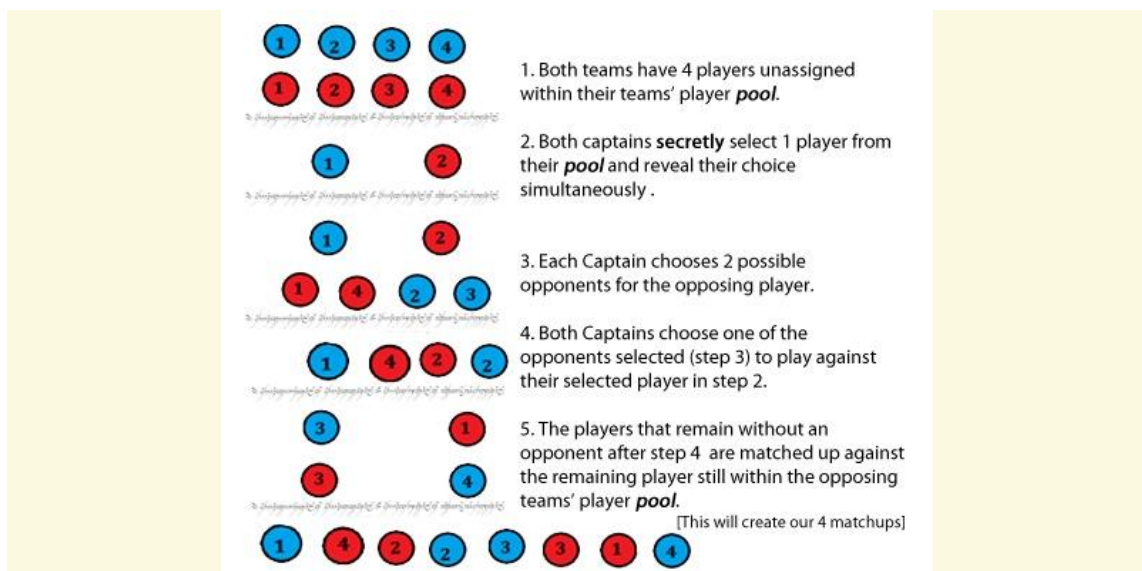 1 2 3 4
1 2 3 4
1. Both teams have 4 players unassigned
within their teams' player pool.
2. Both captains secretly select 1 player from
their pool and reveal their choice
simultaneously .
1 2
1 2
3. Each Captain chooses 2 possible
opponents for the opposing player.
1 4 2 3
4. Both Captains choose one of the
opponents selected (step 3) to play against
their selected player in step 2.
1 4 2 2
5. The players that remain without an
opponent after step 4 are matched up against
the remaining player still within the opposing
teams' player pool.
3 1
3 4
[This will create our 4 matchups]
1 4 2 2 3 3 1 4